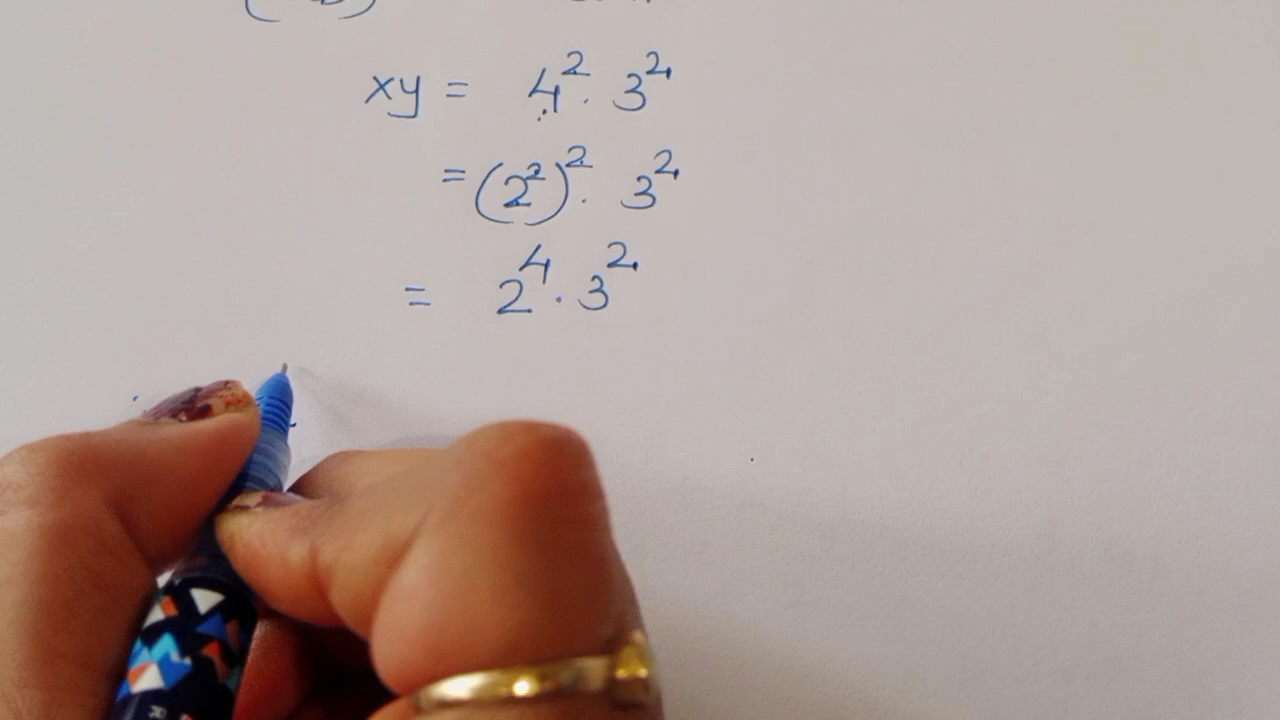 xy = 4² · 3²
= (2²)² · 3²
= 2⁴ · 3²